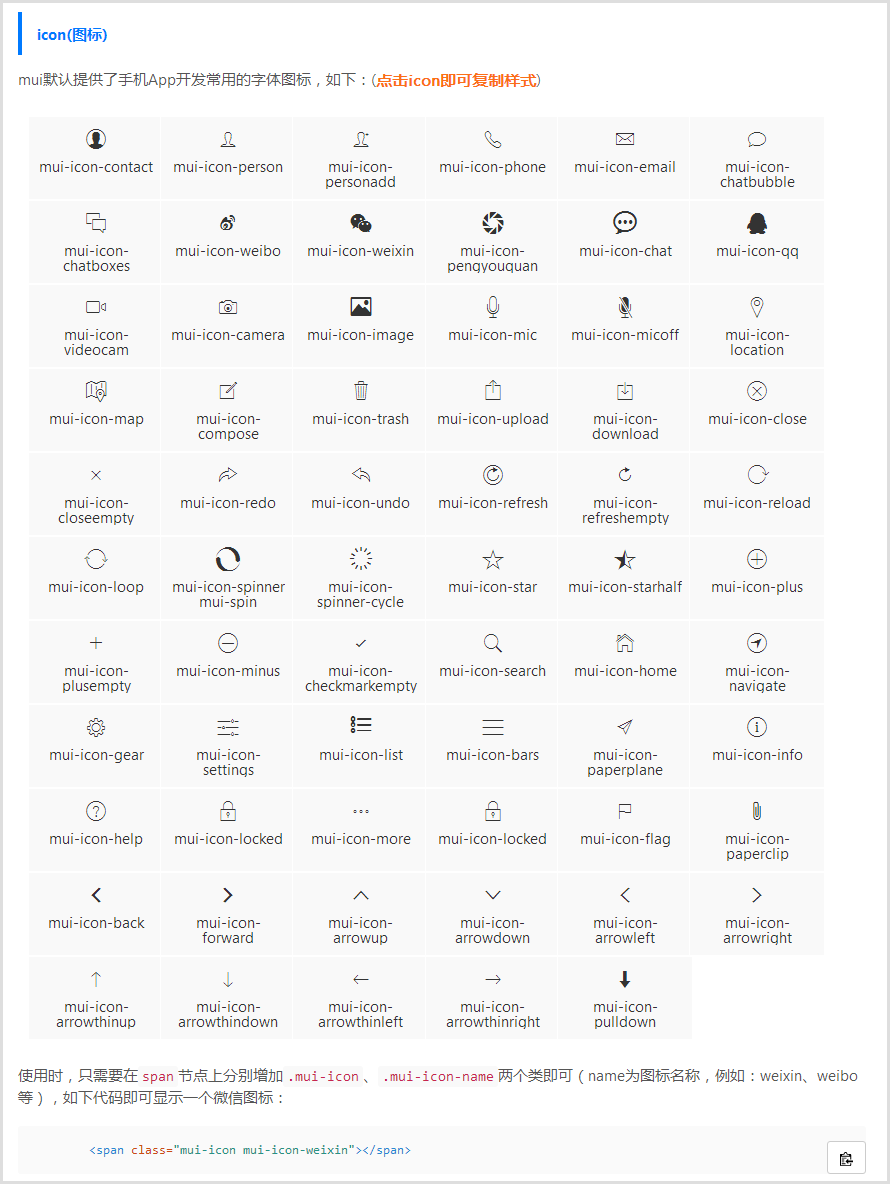 icon(图标)
mui默认提供了手机App开发常用的字体图标，如下：(点击icon即可复制样式)
mui-icon-contact mui-icon-person mui-icon-personadd mui-icon-phone mui-icon-email mui-icon-chatbubble
mui-icon-chatboxes mui-icon-weibo mui-icon-weixin mui-icon-pengyouquan mui-icon-chat mui-icon-qq
mui-icon-videocam mui-icon-camera mui-icon-image mui-icon-mic mui-icon-micoff mui-icon-location
mui-icon-map mui-icon-compose mui-icon-trash mui-icon-upload mui-icon-download mui-icon-close
mui-icon-closeempty mui-icon-redo mui-icon-undo mui-icon-refresh mui-icon-refreshempty mui-icon-reload
mui-icon-loop mui-icon-spinner mui-spin mui-icon-spinner-cycle mui-icon-star mui-icon-starhalf mui-icon-plus
mui-icon-plusempty mui-icon-minus mui-icon-checkmarkempty mui-icon-search mui-icon-home mui-icon-navigate
mui-icon-gear mui-icon-settings mui-icon-list mui-icon-bars mui-icon-paperplane mui-icon-info
mui-icon-help mui-icon-locked mui-icon-more mui-icon-locked mui-icon-flag mui-icon-paperclip
mui-icon-back mui-icon-forward mui-icon-arrowup mui-icon-arrowdown mui-icon-arrowleft mui-icon-arrowright
mui-icon-arrowthinup mui-icon-arrowthindown mui-icon-arrowthinleft mui-icon-arrowthinright mui-icon-pulldown
使用时，只需要在 span 节点上分别增加 .mui-icon 、 .mui-icon-name 两个类即可（name为图标名称，例如：weixin、weibo
等），如下代码即可显示一个微信图标：
<span class="mui-icon mui-icon-weixin"></span>